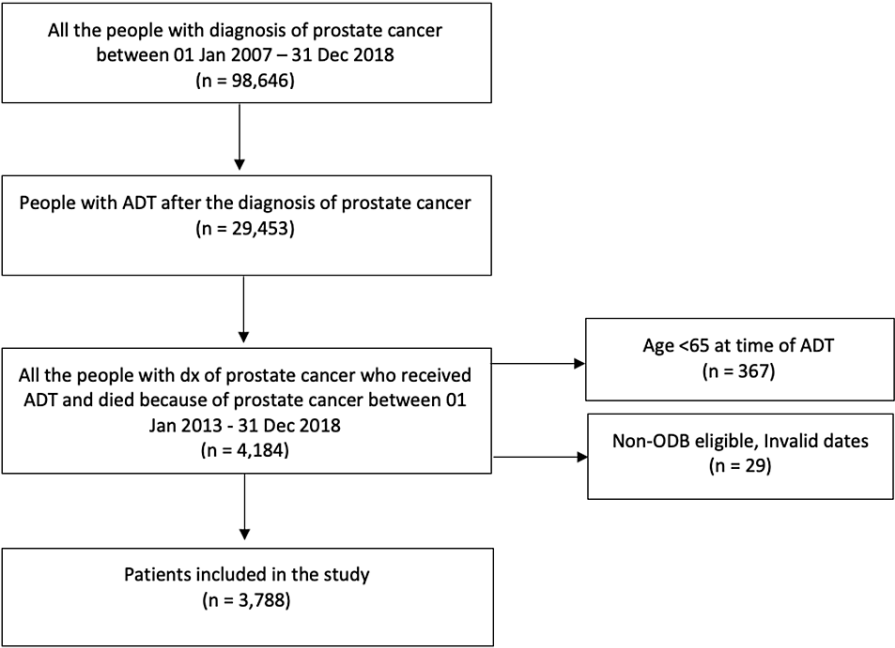 All the people with diagnosis of prostate cancer
between 01 Jan 2007 – 31 Dec 2018
(n = 98,646)
People with ADT after the diagnosis of prostate cancer
(n = 29,453)
All the people with dx of prostate cancer who received
ADT and died because of prostate cancer between 01
Jan 2013 - 31 Dec 2018
(n = 4,184)
Age <65 at time of ADT
(n = 367)
Non-ODB eligible, Invalid dates
(n = 29)
Patients included in the study
(n = 3,788)